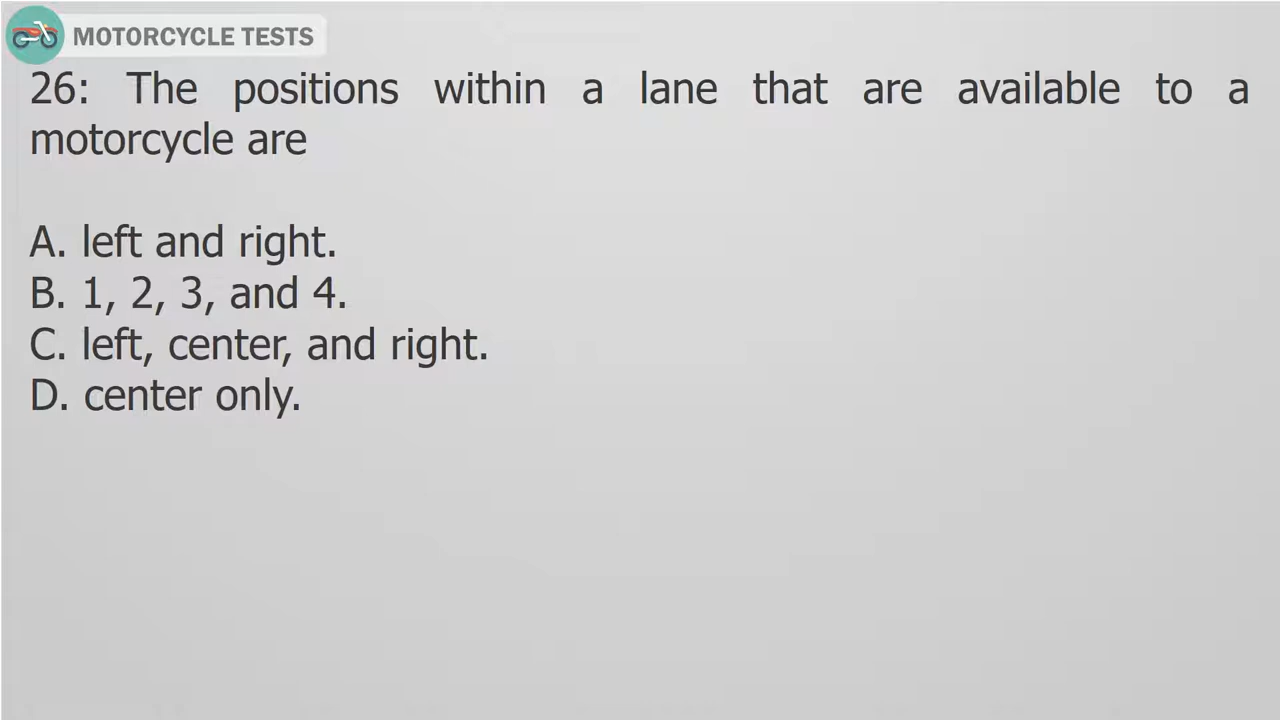 MOTORCYCLE TESTS
26: The positions within a lane that are available to a
motorcycle are
A. left and right.
B. 1, 2, 3, and 4.
C. left, center, and right.
D. center only.